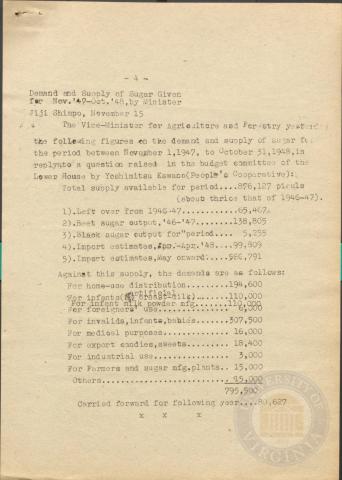 - 4 -
Demand and Supply of Sugar Given
for Nov.'47-Oct.'48,by Minister
Jiji Shimpo, November 15
The Vice-Minister for Agriculture and Forestry
the following figures on the demand and supply of sugar
the period between November 1,1947, to October 31,1948,in
replyto a question raised in the budget committee of the
Lower House by Yoshimitsu Kawano(People's Cooperative):
Total supply available for period....876,127 piculs
(about thrice that of 1946-47).
1).Left over from 1946-47............65,467
2).Beet sugar output,'46-'47........138,805
3).Black sugar output for"period....5,255
4).Import estimates, -Apr.'48..99,809
5).Import estimates,May onward.....566,791
Against this supply, the demands are as follows:
For home-use distribution........194,600
For infants( breast-milk)......110,000
(artificial
For infant milk powder mfg.......110,000
For foreigners' use................6,000
For invalids,infants,babies......307,500
For medical purposes..............16,000
For export candies,sweets.........18,400
For industrial use.................3,000
For Farmers and sugar mfg.plants..15,000
Others............................15,000
795,500
Carried forward for following year....80,627
x x x
UNIVERSITY
VIRGINIA